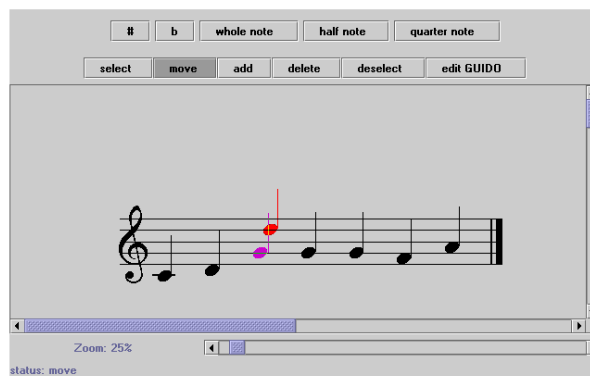 # b whole note half note quarter note
select move add delete deselect edit GUIDO
Zoom: 25%
status: move